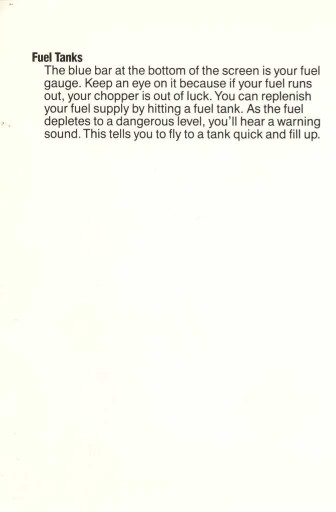 Fuel Tanks
The blue bar at the bottom of the screen is your fuel
gauge. Keep an eye on it because if your fuel runs
out, your chopper is out of luck. You can replenish
your fuel supply by hitting a fuel tank. As the fuel
depletes to a dangerous level, you'll hear a warning
sound. This tells you to fly to a tank quick and fill up.